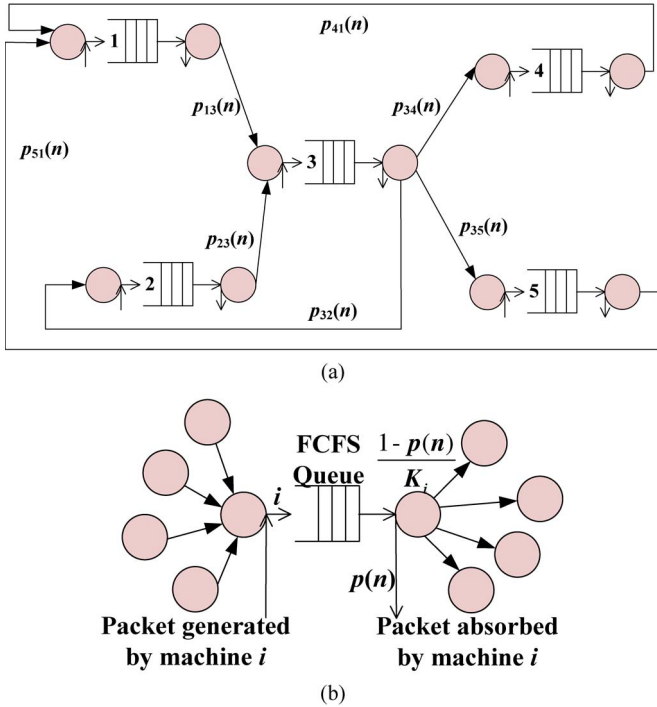 p41(n)
1
4
p13(n)
p34(n)
p51(n)
3
p23(n)
p35(n)
2
p32(n)
5
(a)
FCFS
Queue
1- p(n)
Ki
i
p(n)
Packet generated
by machine i
Packet absorbed
by machine i
(b)